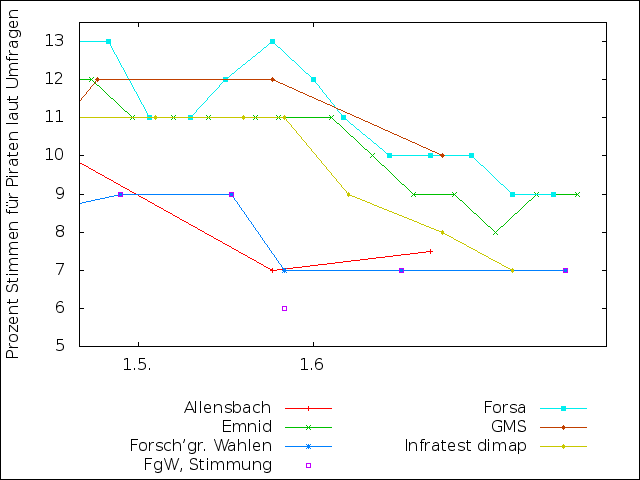 Prozent Stimmen für Piraten laut Umfragen
13
12
11
10
9
8
7
6
5
1.5.
1.6
Allensbach
Emnid
Forsch'gr. Wahlen
FgW, Stimmung
Forsa
GMS
Infratest dimap